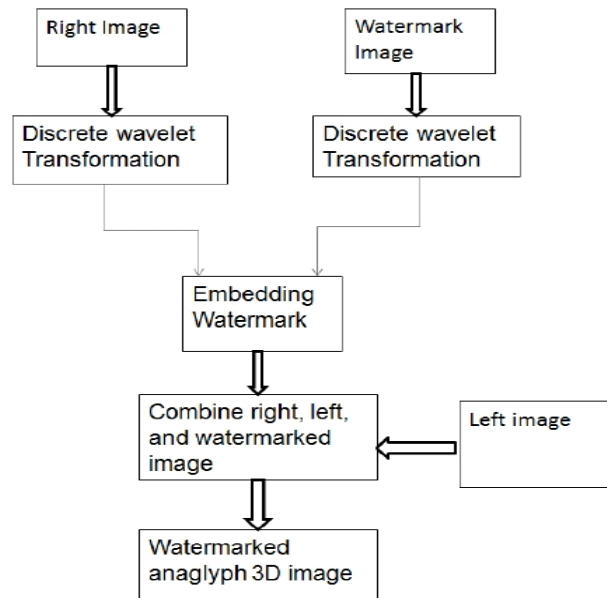 Right Image
Watermark
Image
Discrete wavelet
Transformation
Discrete wavelet
Transformation
Embedding
Watermark
Combine right, left,
and watermarked
image
Left image
Watermarked
anaglyph 3D image